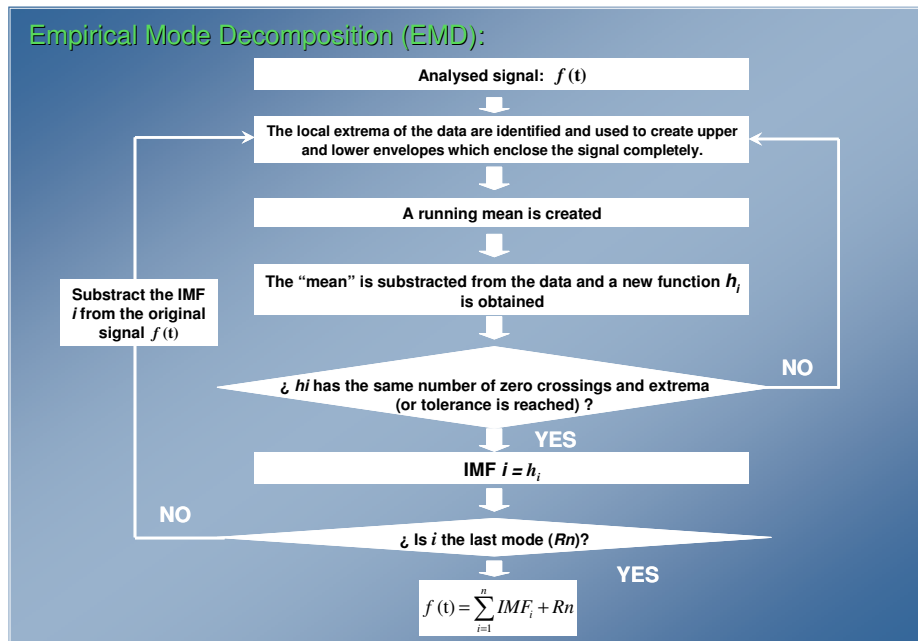 Empirical Mode Decomposition (EMD):
Analysed signal: f (t)
The local extrema of the data are identified and used to create upper
and lower envelopes which enclose the signal completely.
A running mean is created
The “mean” is substracted from the data and a new function hᵢ
is obtained
Substract the IMF
i from the original
signal f (t)
¿ hi has the same number of zero crossings and extrema
(or tolerance is reached) ?
NO
YES
IMF i = hᵢ
NO
¿ Is i the last mode (Rn)?
YES
f (t) = ∑ᵢ₌₁ⁿ IMFᵢ + Rn